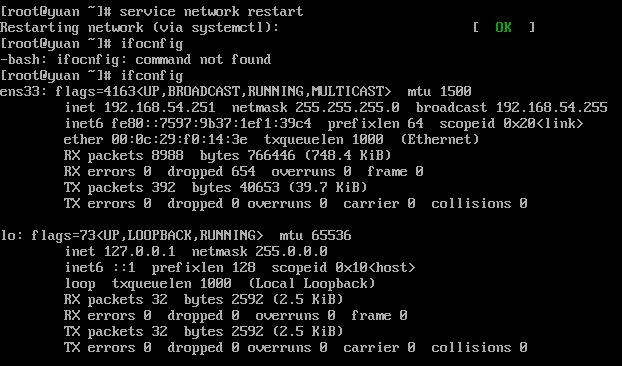 [root@yuan ~]# service network restart
Restarting network (via systemctl):                        [  OK  ]
[root@yuan ~]# ifocnfig
-bash: ifocnfig: command not found
[root@yuan ~]# ifconfig
ens33: flags=4163<UP,BROADCAST,RUNNING,MULTICAST>  mtu 1500
        inet 192.168.54.251  netmask 255.255.255.0  broadcast 192.168.54.255
        inet6 fe80::7597:9b37:1ef1:39c4  prefixlen 64  scopeid 0x20<link>
        ether 00:0c:29:f0:14:3e  txqueuelen 1000  (Ethernet)
        RX packets 8988  bytes 766446 (748.4 KiB)
        RX errors 0  dropped 654  overruns 0  frame 0
        TX packets 392  bytes 40653 (39.7 KiB)
        TX errors 0  dropped 0 overruns 0  carrier 0  collisions 0

lo: flags=73<UP,LOOPBACK,RUNNING>  mtu 65536
        inet 127.0.0.1  netmask 255.0.0.0
        inet6 ::1  prefixlen 128  scopeid 0x10<host>
        loop  txqueuelen 1000  (Local Loopback)
        RX packets 32  bytes 2592 (2.5 KiB)
        RX errors 0  dropped 0  overruns 0  frame 0
        TX packets 32  bytes 2592 (2.5 KiB)
        TX errors 0  dropped 0 overruns 0  carrier 0  collisions 0